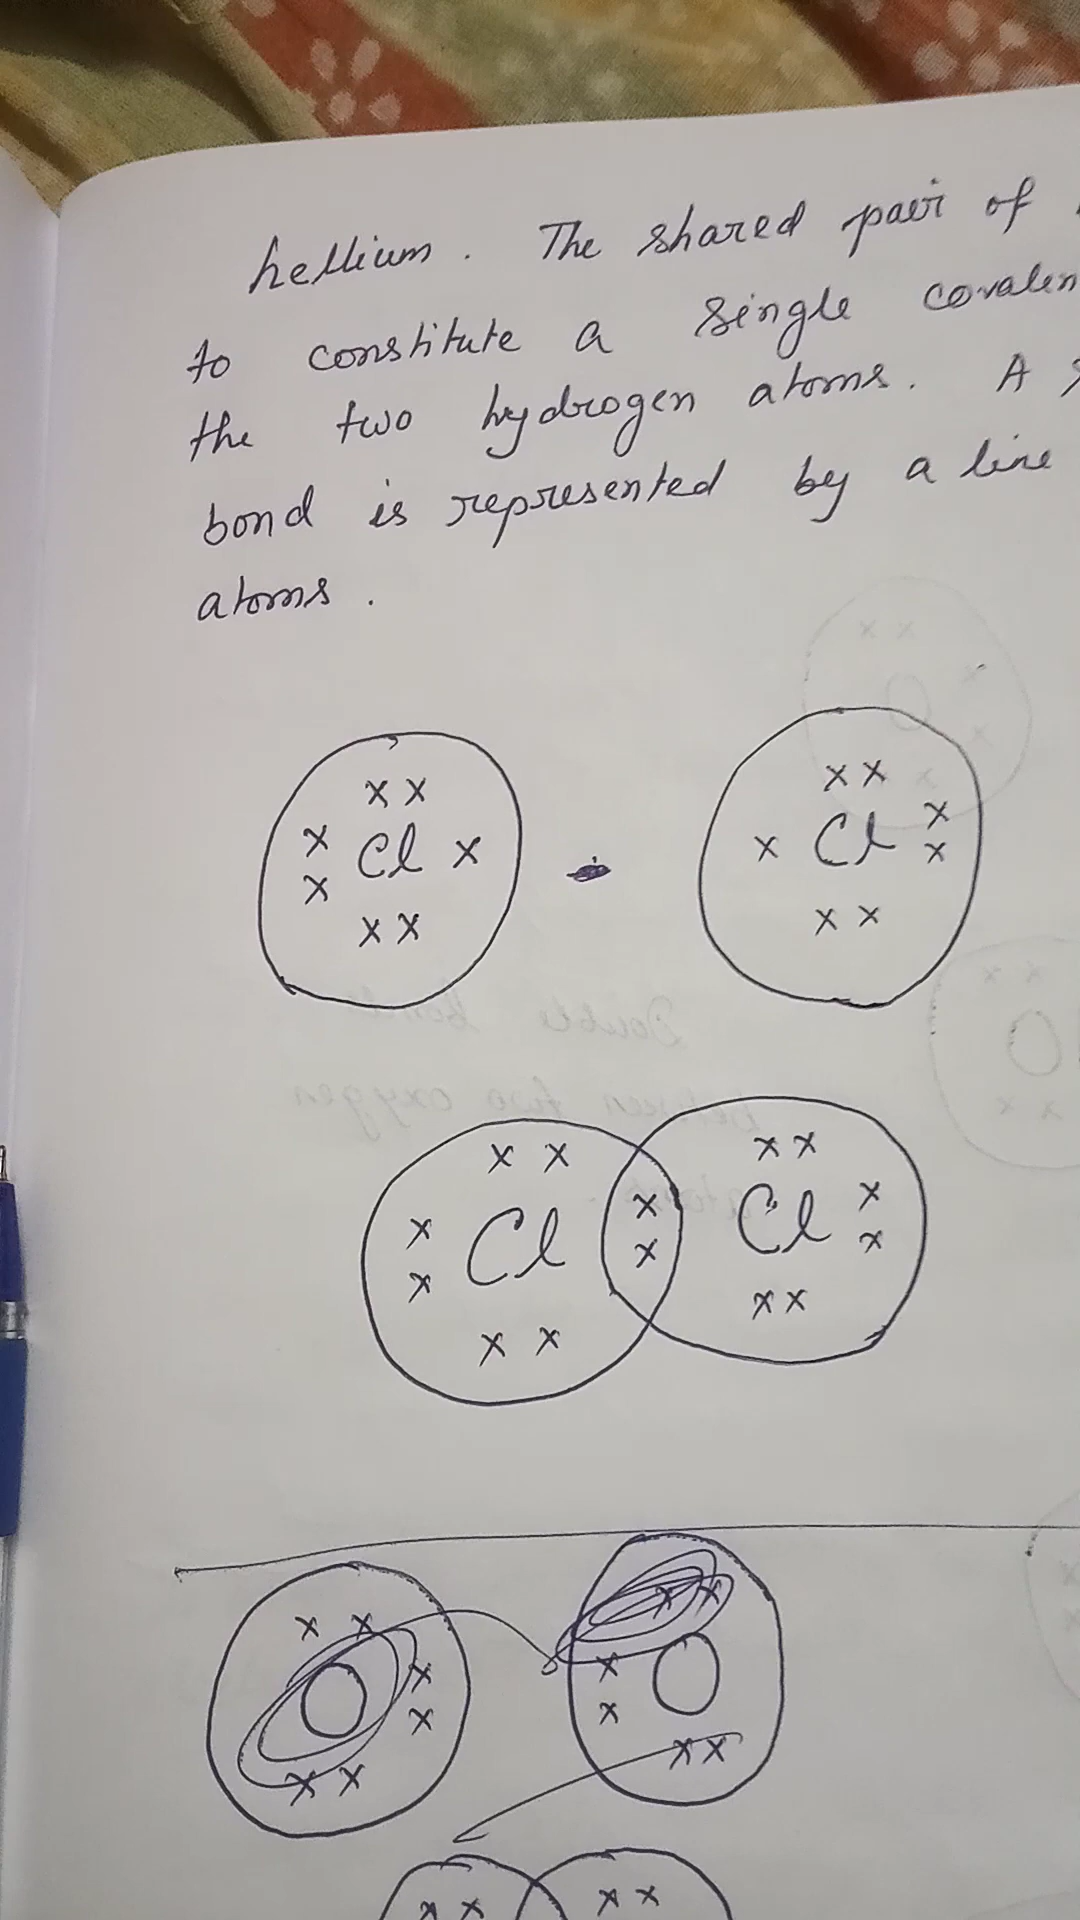 hellium. The shared pair of
to constitute a single covalen
the two hydrogen atoms. A
bond is represented by a line
atoms.
x x x x
x Cl x x Cl x
x x
x x x x
x x x x
x Cl x Cl x
x x x x
x x x x
x x x x
x O x x O
x x
x x x x
x x x x